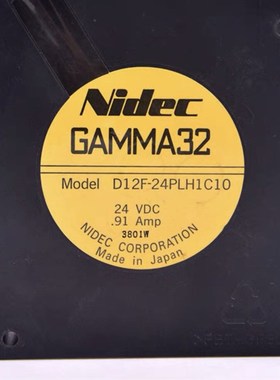 Nidec
GAMMA32
Model D12F-24PLH1C10
24 VDC
.91 Amp
3801W
NIDEC CORPORATION
Made in Japan